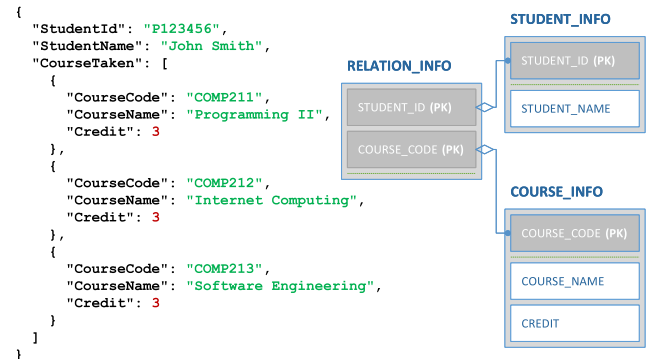 {
  "StudentId": "P123456",
  "StudentName": "John Smith",
  "CourseTaken": [
    {
      "CourseCode": "COMP211",
      "CourseName": "Programming II",
      "Credit": 3
    },
    {
      "CourseCode": "COMP212",
      "CourseName": "Internet Computing",
      "Credit": 3
    },
    {
      "CourseCode": "COMP213",
      "CourseName": "Software Engineering",
      "Credit": 3
    }
  ]
}
RELATION_INFO
STUDENT_ID (PK)
COURSE_CODE (PK)
STUDENT_INFO
STUDENT_ID (PK)
STUDENT_NAME
COURSE_INFO
COURSE_CODE (PK)
COURSE_NAME
CREDIT